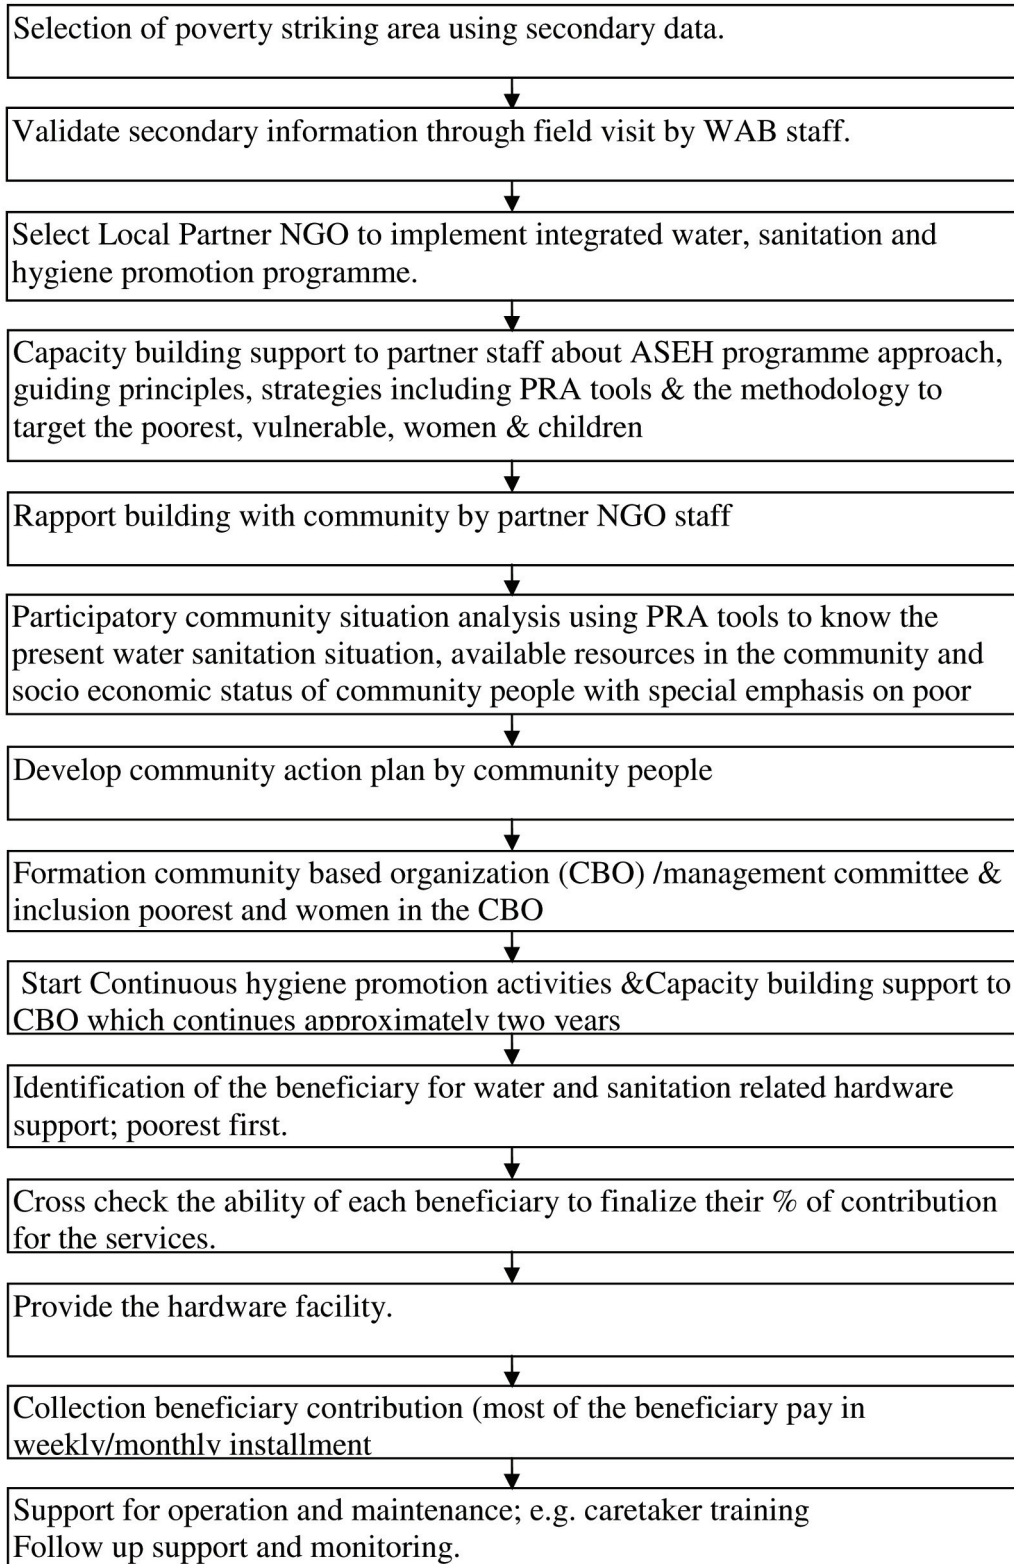 Selection of poverty striking area using secondary data.
Validate secondary information through field visit by WAB staff.
Select Local Partner NGO to implement integrated water, sanitation and
hygiene promotion programme.
Capacity building support to partner staff about ASEH programme approach,
guiding principles, strategies including PRA tools & the methodology to
target the poorest, vulnerable, women & children
Rapport building with community by partner NGO staff
Participatory community situation analysis using PRA tools to know the
present water sanitation situation, available resources in the community and
socio economic status of community people with special emphasis on poor
Develop community action plan by community people
Formation community based organization (CBO) /management committee &
inclusion poorest and women in the CBO
Start Continuous hygiene promotion activities &Capacity building support to
CBO which continues approximately two years
Identification of the beneficiary for water and sanitation related hardware
support; poorest first.
Cross check the ability of each beneficiary to finalize their % of contribution
for the services.
Provide the hardware facility.
Collection beneficiary contribution (most of the beneficiary pay in
weekly/monthly installment
Support for operation and maintenance; e.g. caretaker training
Follow up support and monitoring.